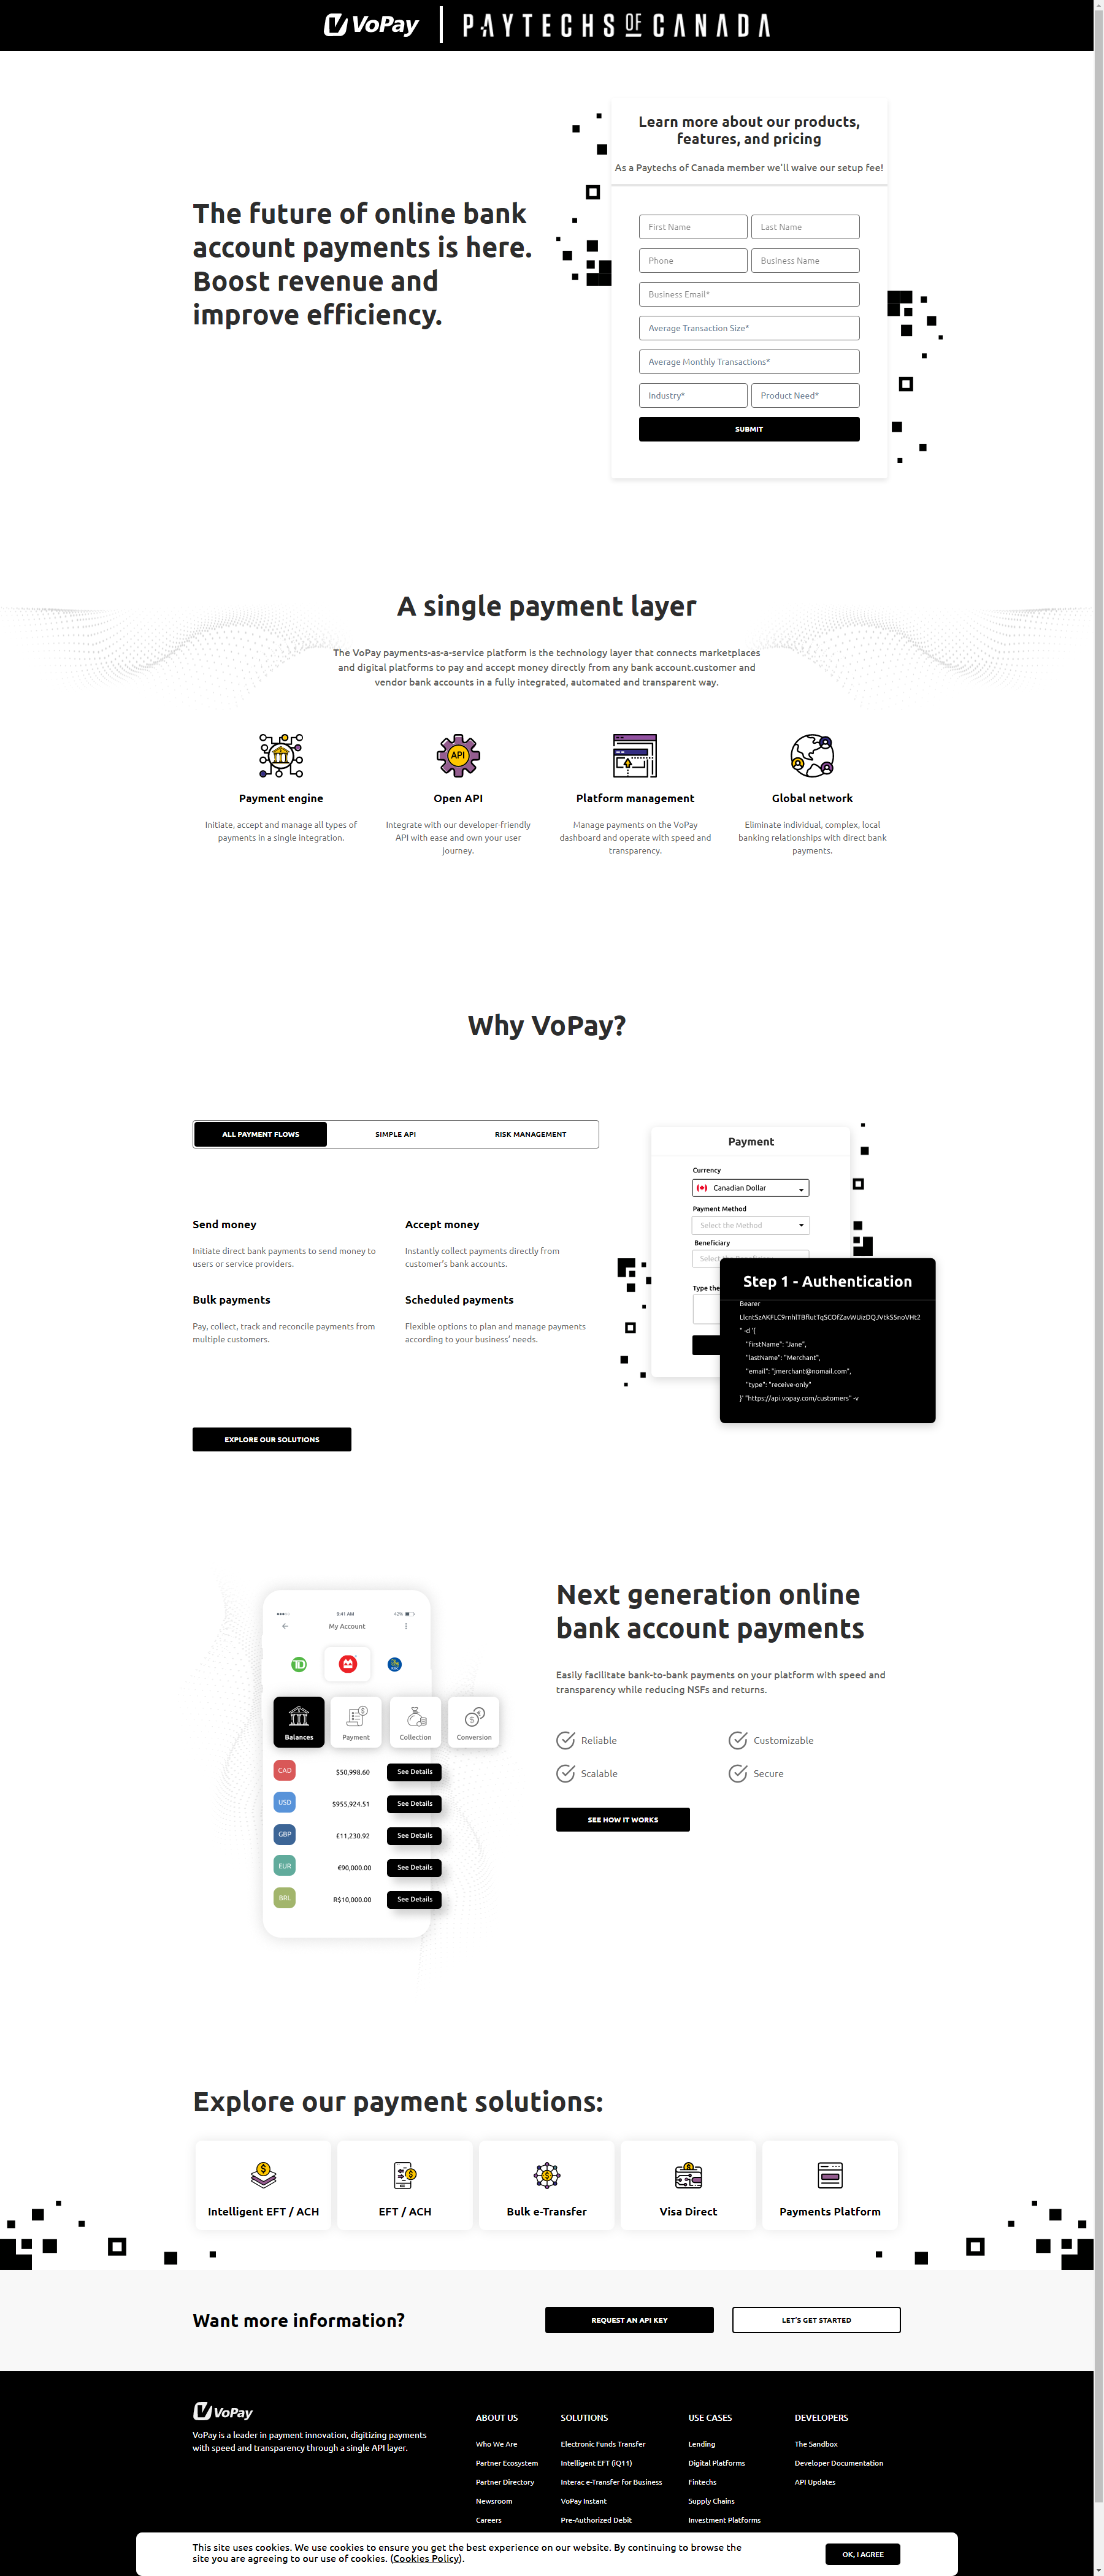 VoPay
PAYTECHS OF CANADA
The future of online bank
account payments is here.
Boost revenue and
improve efficiency.
Learn more about our products,
features, and pricing
As a Paytechs of Canada member we'll waive our setup fee!
First Name
Last Name
Phone
Business Name
Business Email*
Average Transaction Size*
Average Monthly Transactions*
Industry*
Product Need*
SUBMIT
A single payment layer
The VoPay payments-as-a-service platform is the technology layer that connects marketplaces
and digital platforms to pay and accept money directly from any bank account.customer and
vendor bank accounts in a fully integrated, automated and transparent way.
API
Payment engine
Initiate, accept and manage all types of
payments in a single integration.
Open API
Integrate with our developer-friendly
API with ease and own your user
journey.
Platform management
Manage payments on the VoPay
dashboard and operate with speed and
transparency.
Global network
Eliminate individual, complex, local
banking relationships with direct bank
payments.
Why VoPay?
ALL PAYMENT FLOWS
SIMPLE API
RISK MANAGEMENT
Send money
Initiate direct bank payments to send money to
users or service providers.
Accept money
Instantly collect payments directly from
customer's bank accounts.
Bulk payments
Pay, collect, track and reconcile payments from
multiple customers.
Scheduled payments
Flexible options to plan and manage payments
according to your business' needs.
EXPLORE OUR SOLUTIONS
Payment
Currency
Canadian Dollar
Payment Method
Select the Method
Beneficiary
Type the
Step 1 - Authentication
Bearer
" -d '{
"firstName": "Jane",
"lastName": "Merchant",
"email": "jmerchant@nomail.com",
"type": "receive-only"
}' "https://api.vopay.com/customers" -v
9:41 AM
42%
My Account
TD
Balances
Payment
Collection
Conversion
CAD
$50,998.60
See Details
USD
$955,924.51
See Details
GBP
£11,230.92
See Details
EUR
€90,000.00
See Details
BRL
R$10,000.00
See Details
Next generation online
bank account payments
Easily facilitate bank-to-bank payments on your platform with speed and
transparency while reducing NSFs and returns.
Reliable
Customizable
Scalable
Secure
SEE HOW IT WORKS
Explore our payment solutions:
Intelligent EFT / ACH
EFT / ACH
Bulk e-Transfer
Visa Direct
Payments Platform
Want more information?
REQUEST AN API KEY
LET'S GET STARTED
VoPay
VoPay is a leader in payment innovation, digitizing payments
with speed and transparency through a single API layer.
ABOUT US
Who We Are
Partner Ecosystem
Partner Directory
Newsroom
Careers
SOLUTIONS
Electronic Funds Transfer
Intelligent EFT (iQ11)
Interac e-Transfer for Business
VoPay Instant
Pre-Authorized Debit
USE CASES
Lending
Digital Platforms
Fintechs
Supply Chains
Investment Platforms
DEVELOPERS
The Sandbox
Developer Documentation
API Updates
This site uses cookies. We use cookies to ensure you get the best experience on our website. By continuing to browse the
site you are agreeing to our use of cookies. (Cookies Policy).
OK, I AGREE